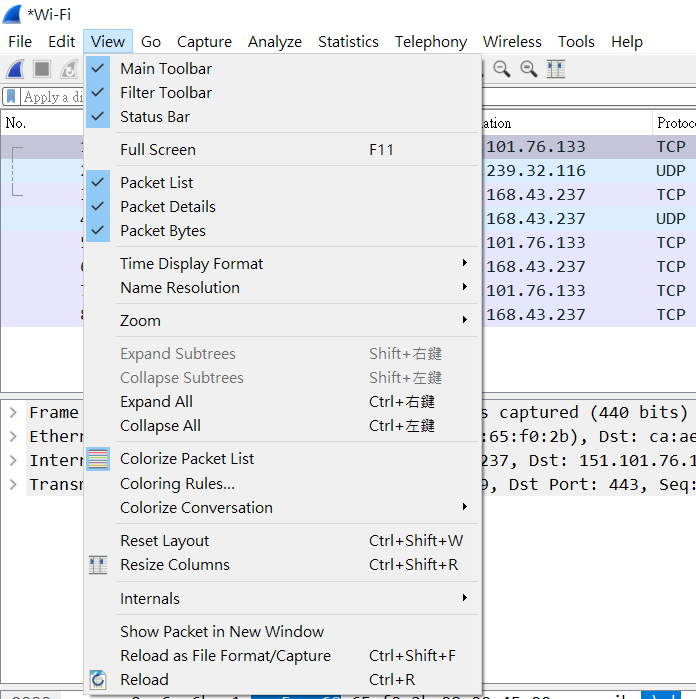 *Wi-Fi
File Edit View Go Capture Analyze Statistics Telephony Wireless Tools Help
Apply a di
No. ation Protoco
Main Toolbar
Filter Toolbar
Status Bar
Full Screen F11
Packet List
Packet Details
Packet Bytes
Time Display Format
Name Resolution
Zoom
Expand Subtrees Shift+右鍵
Collapse Subtrees Shift+左鍵
Expand All Ctrl+右鍵
Collapse All Ctrl+左鍵
Colorize Packet List
Coloring Rules...
Colorize Conversation
Reset Layout Ctrl+Shift+W
Resize Columns Ctrl+Shift+R
Internals
Show Packet in New Window
Reload as File Format/Capture Ctrl+Shift+F
Reload Ctrl+R
101.76.133 TCP
239.32.116 UDP
168.43.237 TCP
168.43.237 UDP
101.76.133 TCP
168.43.237 TCP
101.76.133 TCP
168.43.237 TCP
Frame s captured (440 bits)
Ethern :65:f0:2b), Dst: ca:ae
Intern 237, Dst: 151.101.76.1
Transm 9, Dst Port: 443, Seq: